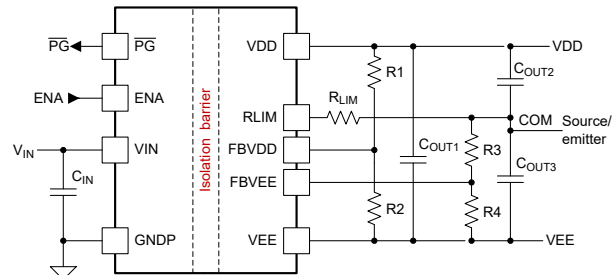 PG PG VDD VDD
R1 COUT2
ENA ENA
RLIM RLIM COM Source/
emitter
VIN VIN Isolation barrier FBVDD COUT1 R3 COUT3
CIN FBVEE
R2 R4
GNDP VEE VEE